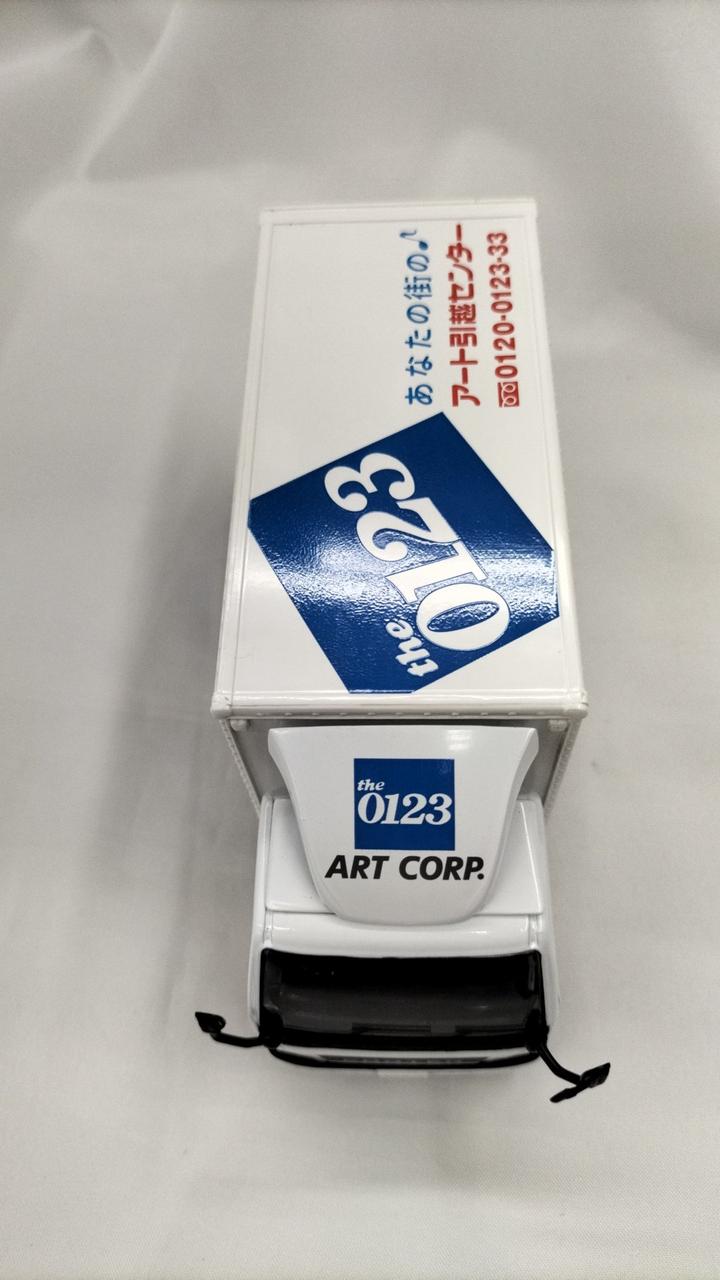 あなたの街の♪
アート引越センター
0120-0123-33
the
0123
the
0123
ART CORP.